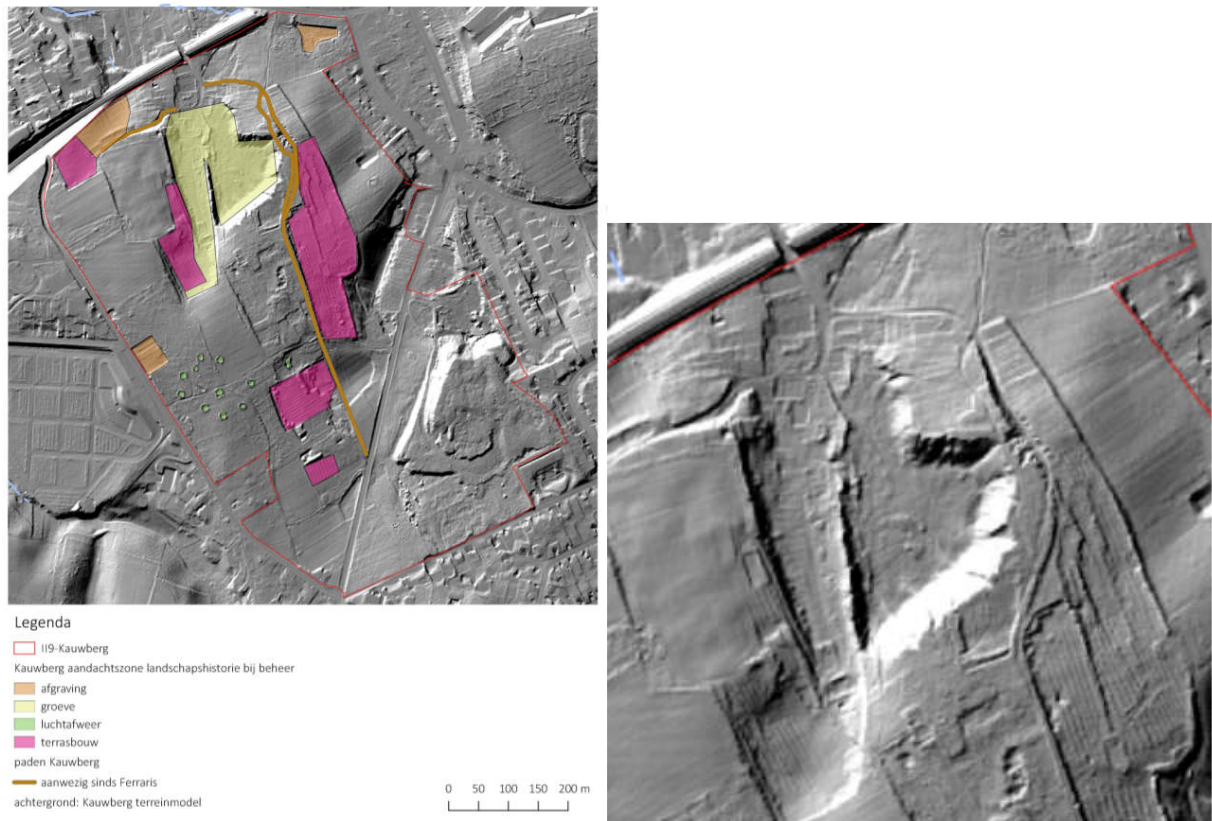 Legenda
II9-Kauwberg
Kauwberg aandachtszone landschapshistorie bij beheer
afgraving
groeve
luchtafweer
terrasbouw
paden Kauwberg
aanwezig sinds Ferraris
achtergrond: Kauwberg terreinmodel
0 50 100 150 200 m